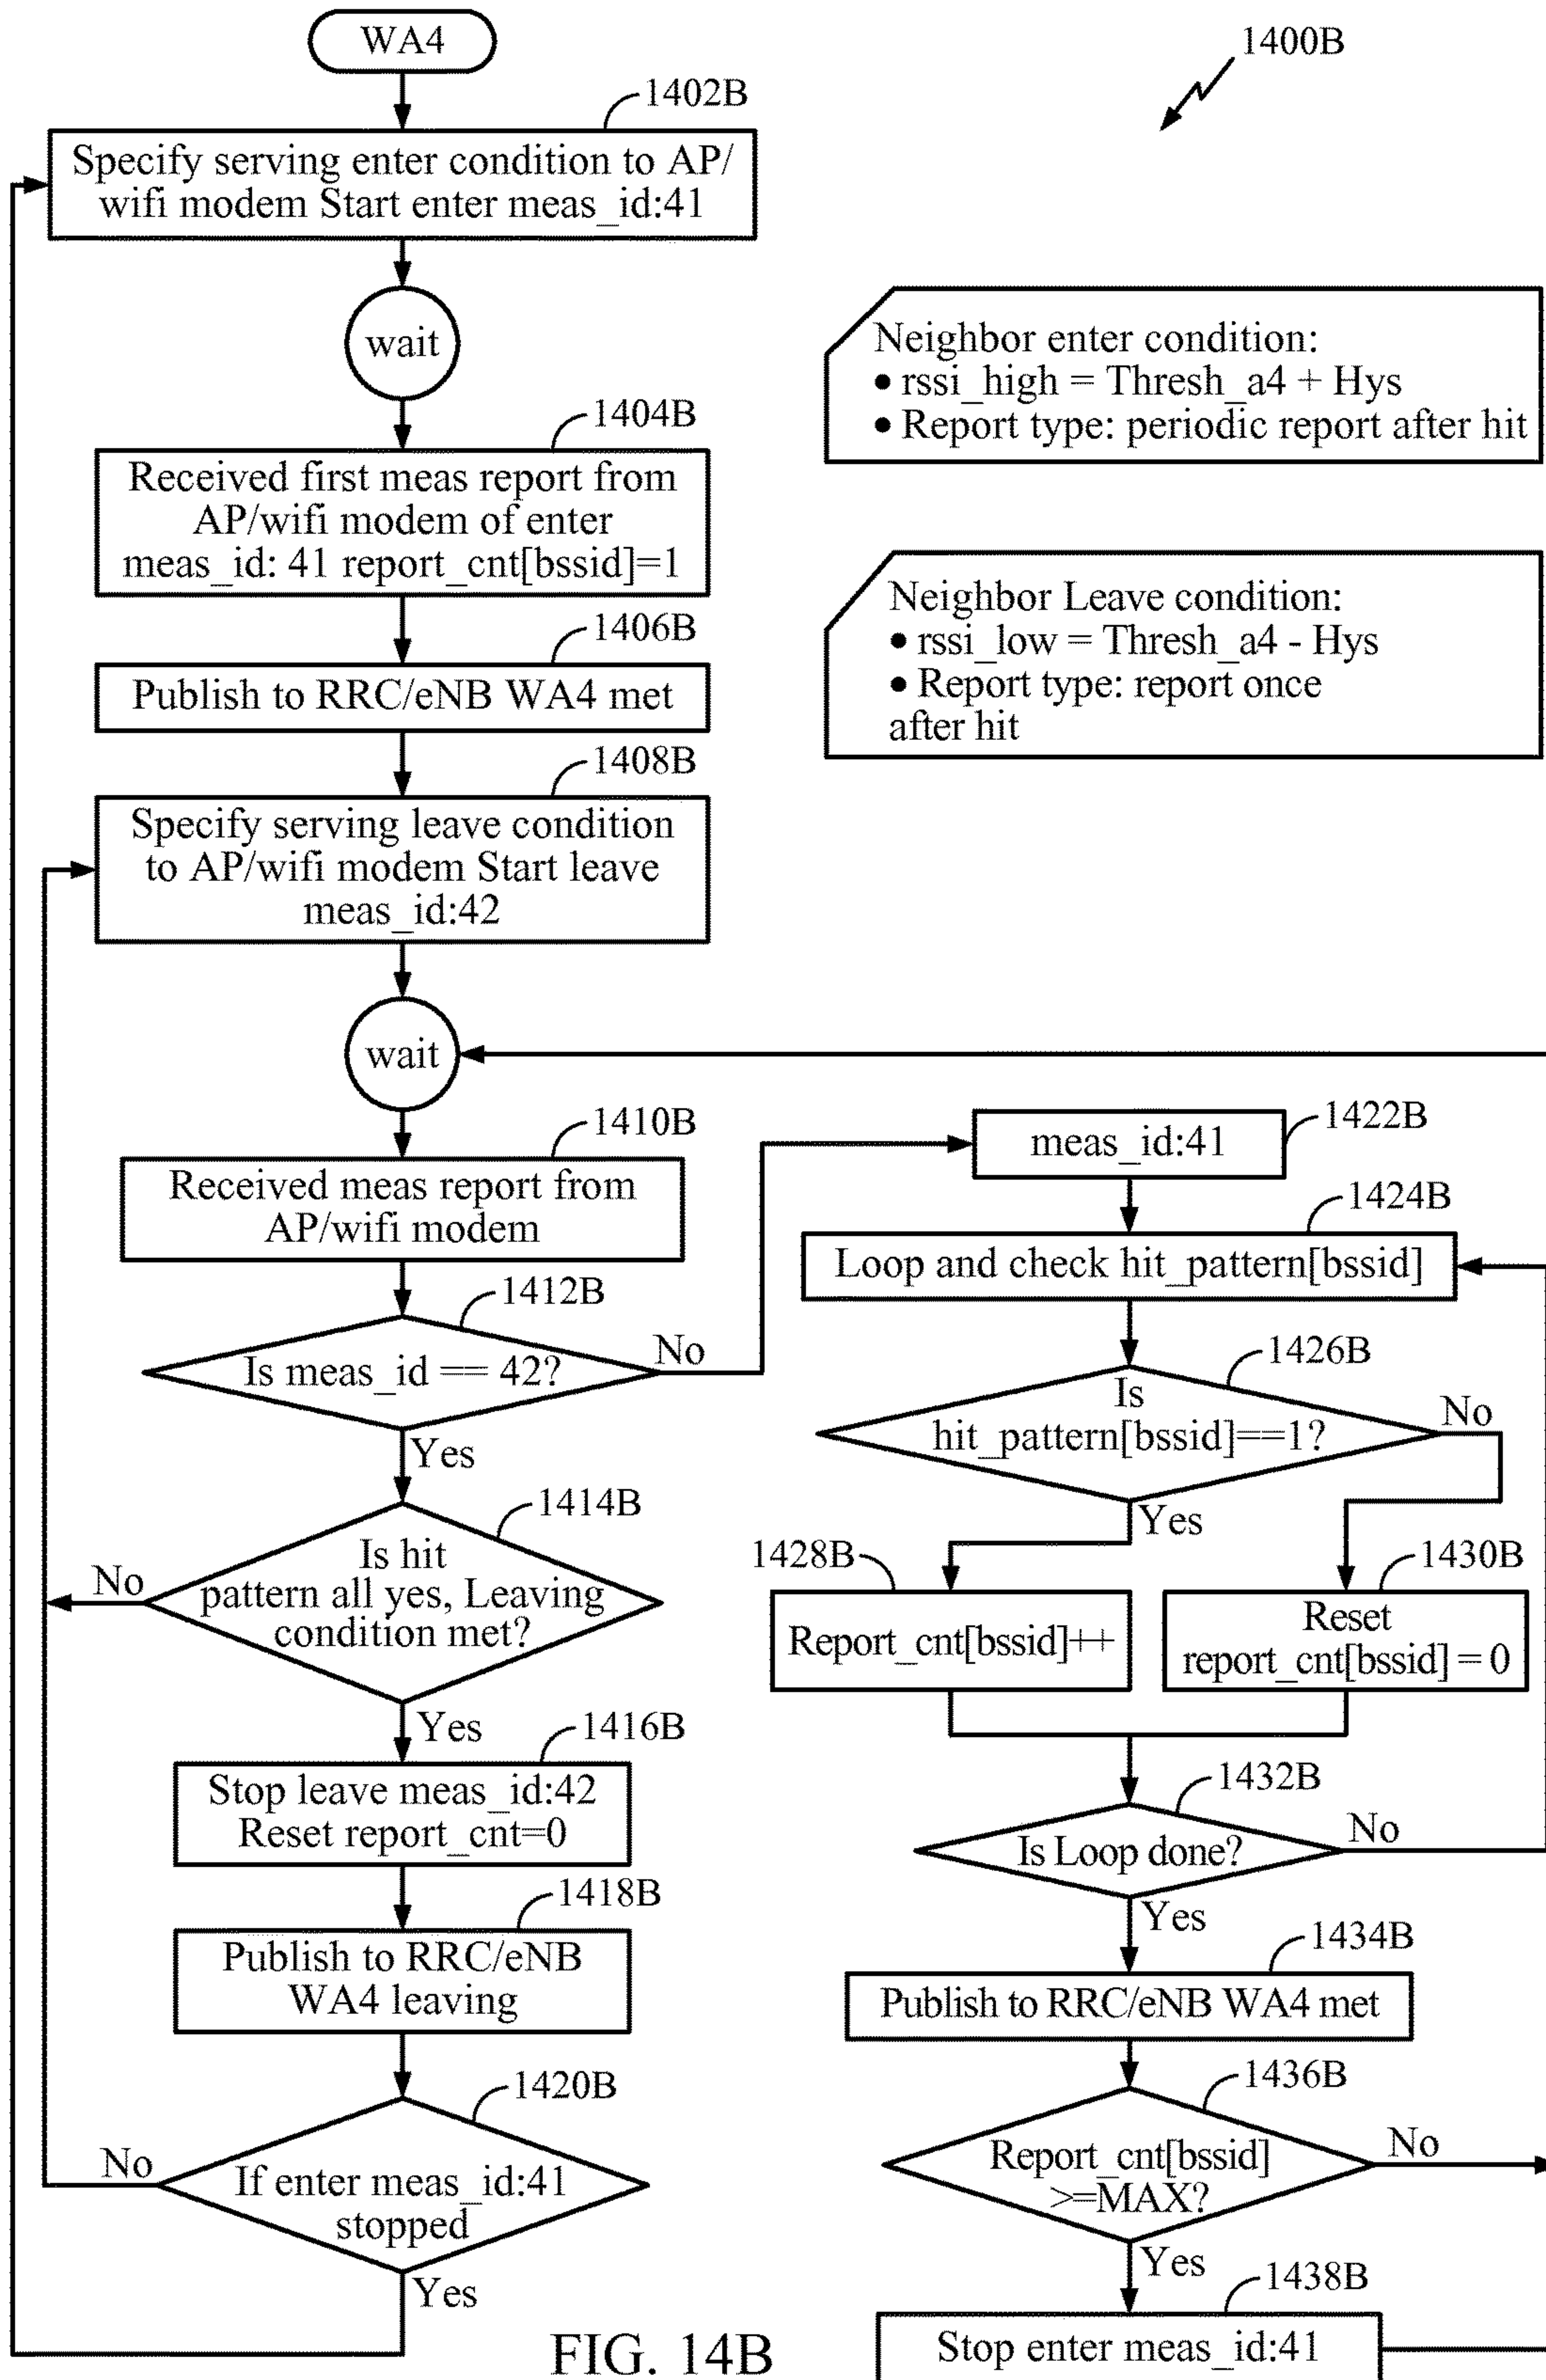 WA4
1400B
1402B
Specify serving enter condition to AP/
wifi modem Start enter meas_id:41
wait
Neighbor enter condition:
• rssi_high = Thresh_a4 + Hys
• Report type: periodic report after hit
1404B
Received first meas report from
AP/wifi modem of enter
meas_id: 41 report_cnt[bssid]=1
Neighbor Leave condition:
• rssi_low = Thresh_a4 - Hys
• Report type: report once
after hit
1406B
Publish to RRC/eNB WA4 met
1408B
Specify serving leave condition
to AP/wifi modem Start leave
meas_id:42
wait
1410B
Received meas report from
AP/wifi modem
1412B
Is meas_id == 42?
No
Yes
1414B
Is hit
pattern all yes, Leaving
condition met?
No
Yes
1416B
Stop leave meas_id:42
Reset report_cnt=0
1418B
Publish to RRC/eNB
WA4 leaving
1420B
If enter meas_id:41
stopped
No
Yes
1422B
meas_id:41
1424B
Loop and check hit_pattern[bssid]
1426B
Is
hit_pattern[bssid]==1?
No
Yes
1428B
Report_cnt[bssid]++
1430B
Reset
report_cnt[bssid] = 0
1432B
Is Loop done?
No
Yes
1434B
Publish to RRC/eNB WA4 met
1436B
Report_cnt[bssid]
>=MAX?
No
Yes
1438B
Stop enter meas_id:41
FIG. 14B